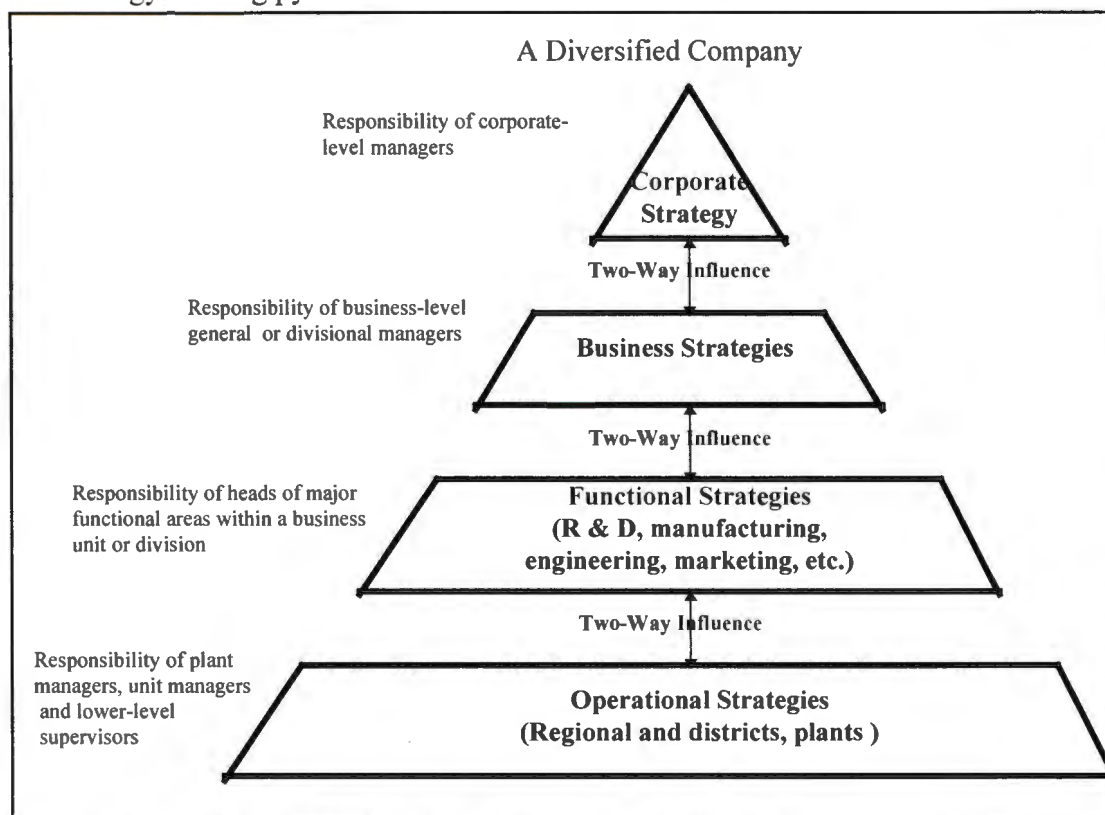 A Diversified Company
Responsibility of corporate-
level managers
Corporate
Strategy
Two-Way Influence
Responsibility of business-level
general or divisional managers
Business Strategies
Two-Way Influence
Responsibility of heads of major
functional areas within a business
unit or division
Functional Strategies
(R & D, manufacturing,
engineering, marketing, etc.)
Two-Way Influence
Responsibility of plant
managers, unit managers
and lower-level
supervisors
Operational Strategies
(Regional and districts, plants )